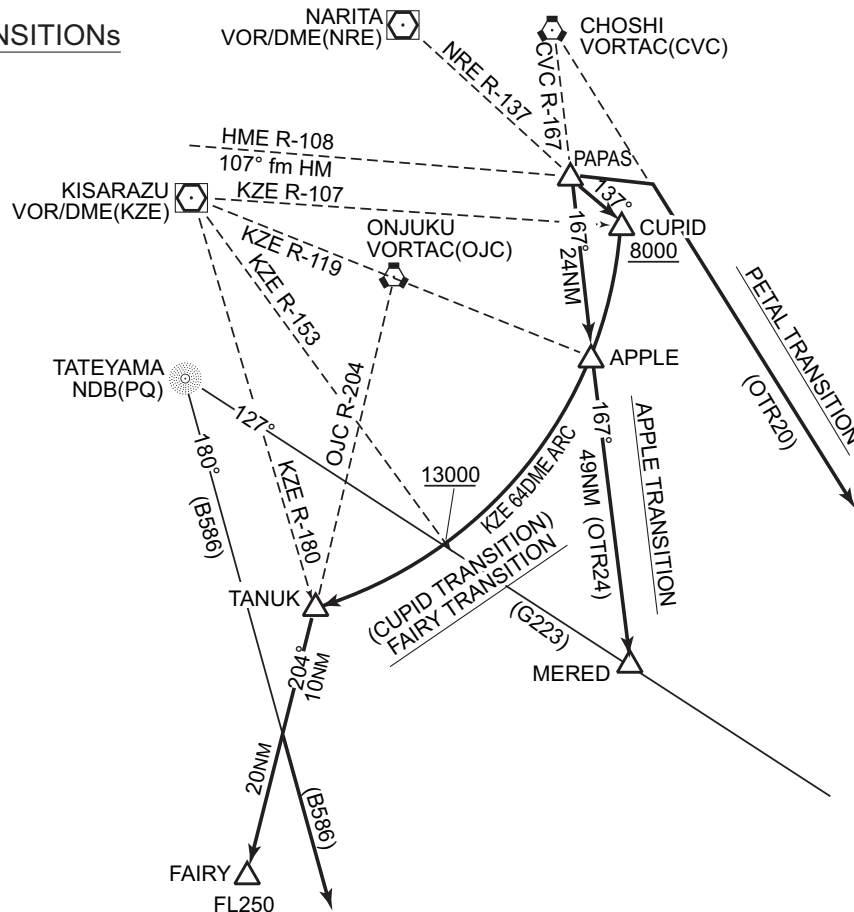 NSITIONs
NARITA
VOR/DME(NRE)
CHOSHI
VORTAC(CVC)
NRE R-137
CVC R-167
HME R-108
107° fm HM
PAPAS
KISARAZU
VOR/DME(KZE)
KZE R-107
137°
CUPID
8000
ONJUKU
VORTAC(OJC)
KZE R-119
167°
24NM
KZE R-153
PETAL TRANSITION
(OTR20)
TATEYAMA
NDB(PQ)
APPLE
127°
OJC R-204
167°
49NM (OTR24)
APPLE TRANSITION
180°
(B586)
KZE R-180
13000
KZE 64DME ARC
(CUPID TRANSITION)
FAIRY TRANSITION
(G223)
TANUK
MERED
204°
10NM
20NM
(B586)
FAIRY
FL250